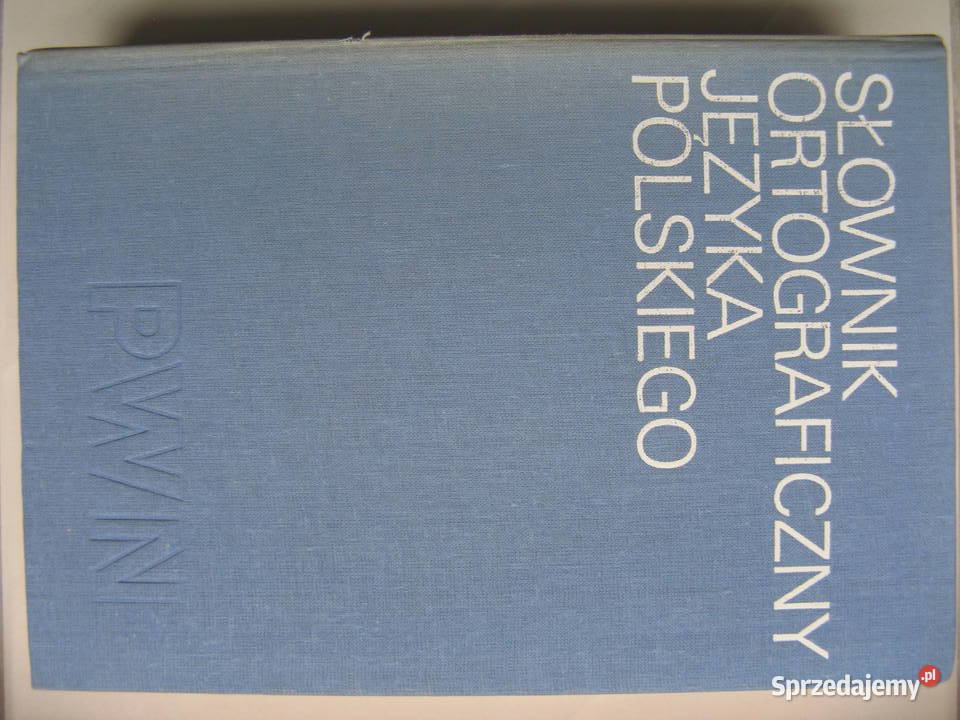 SŁOWNIK
ORTOGRAFICZNY
JĘZYKA
POLSKIEGO
PWN
Sprzedajemy.pl